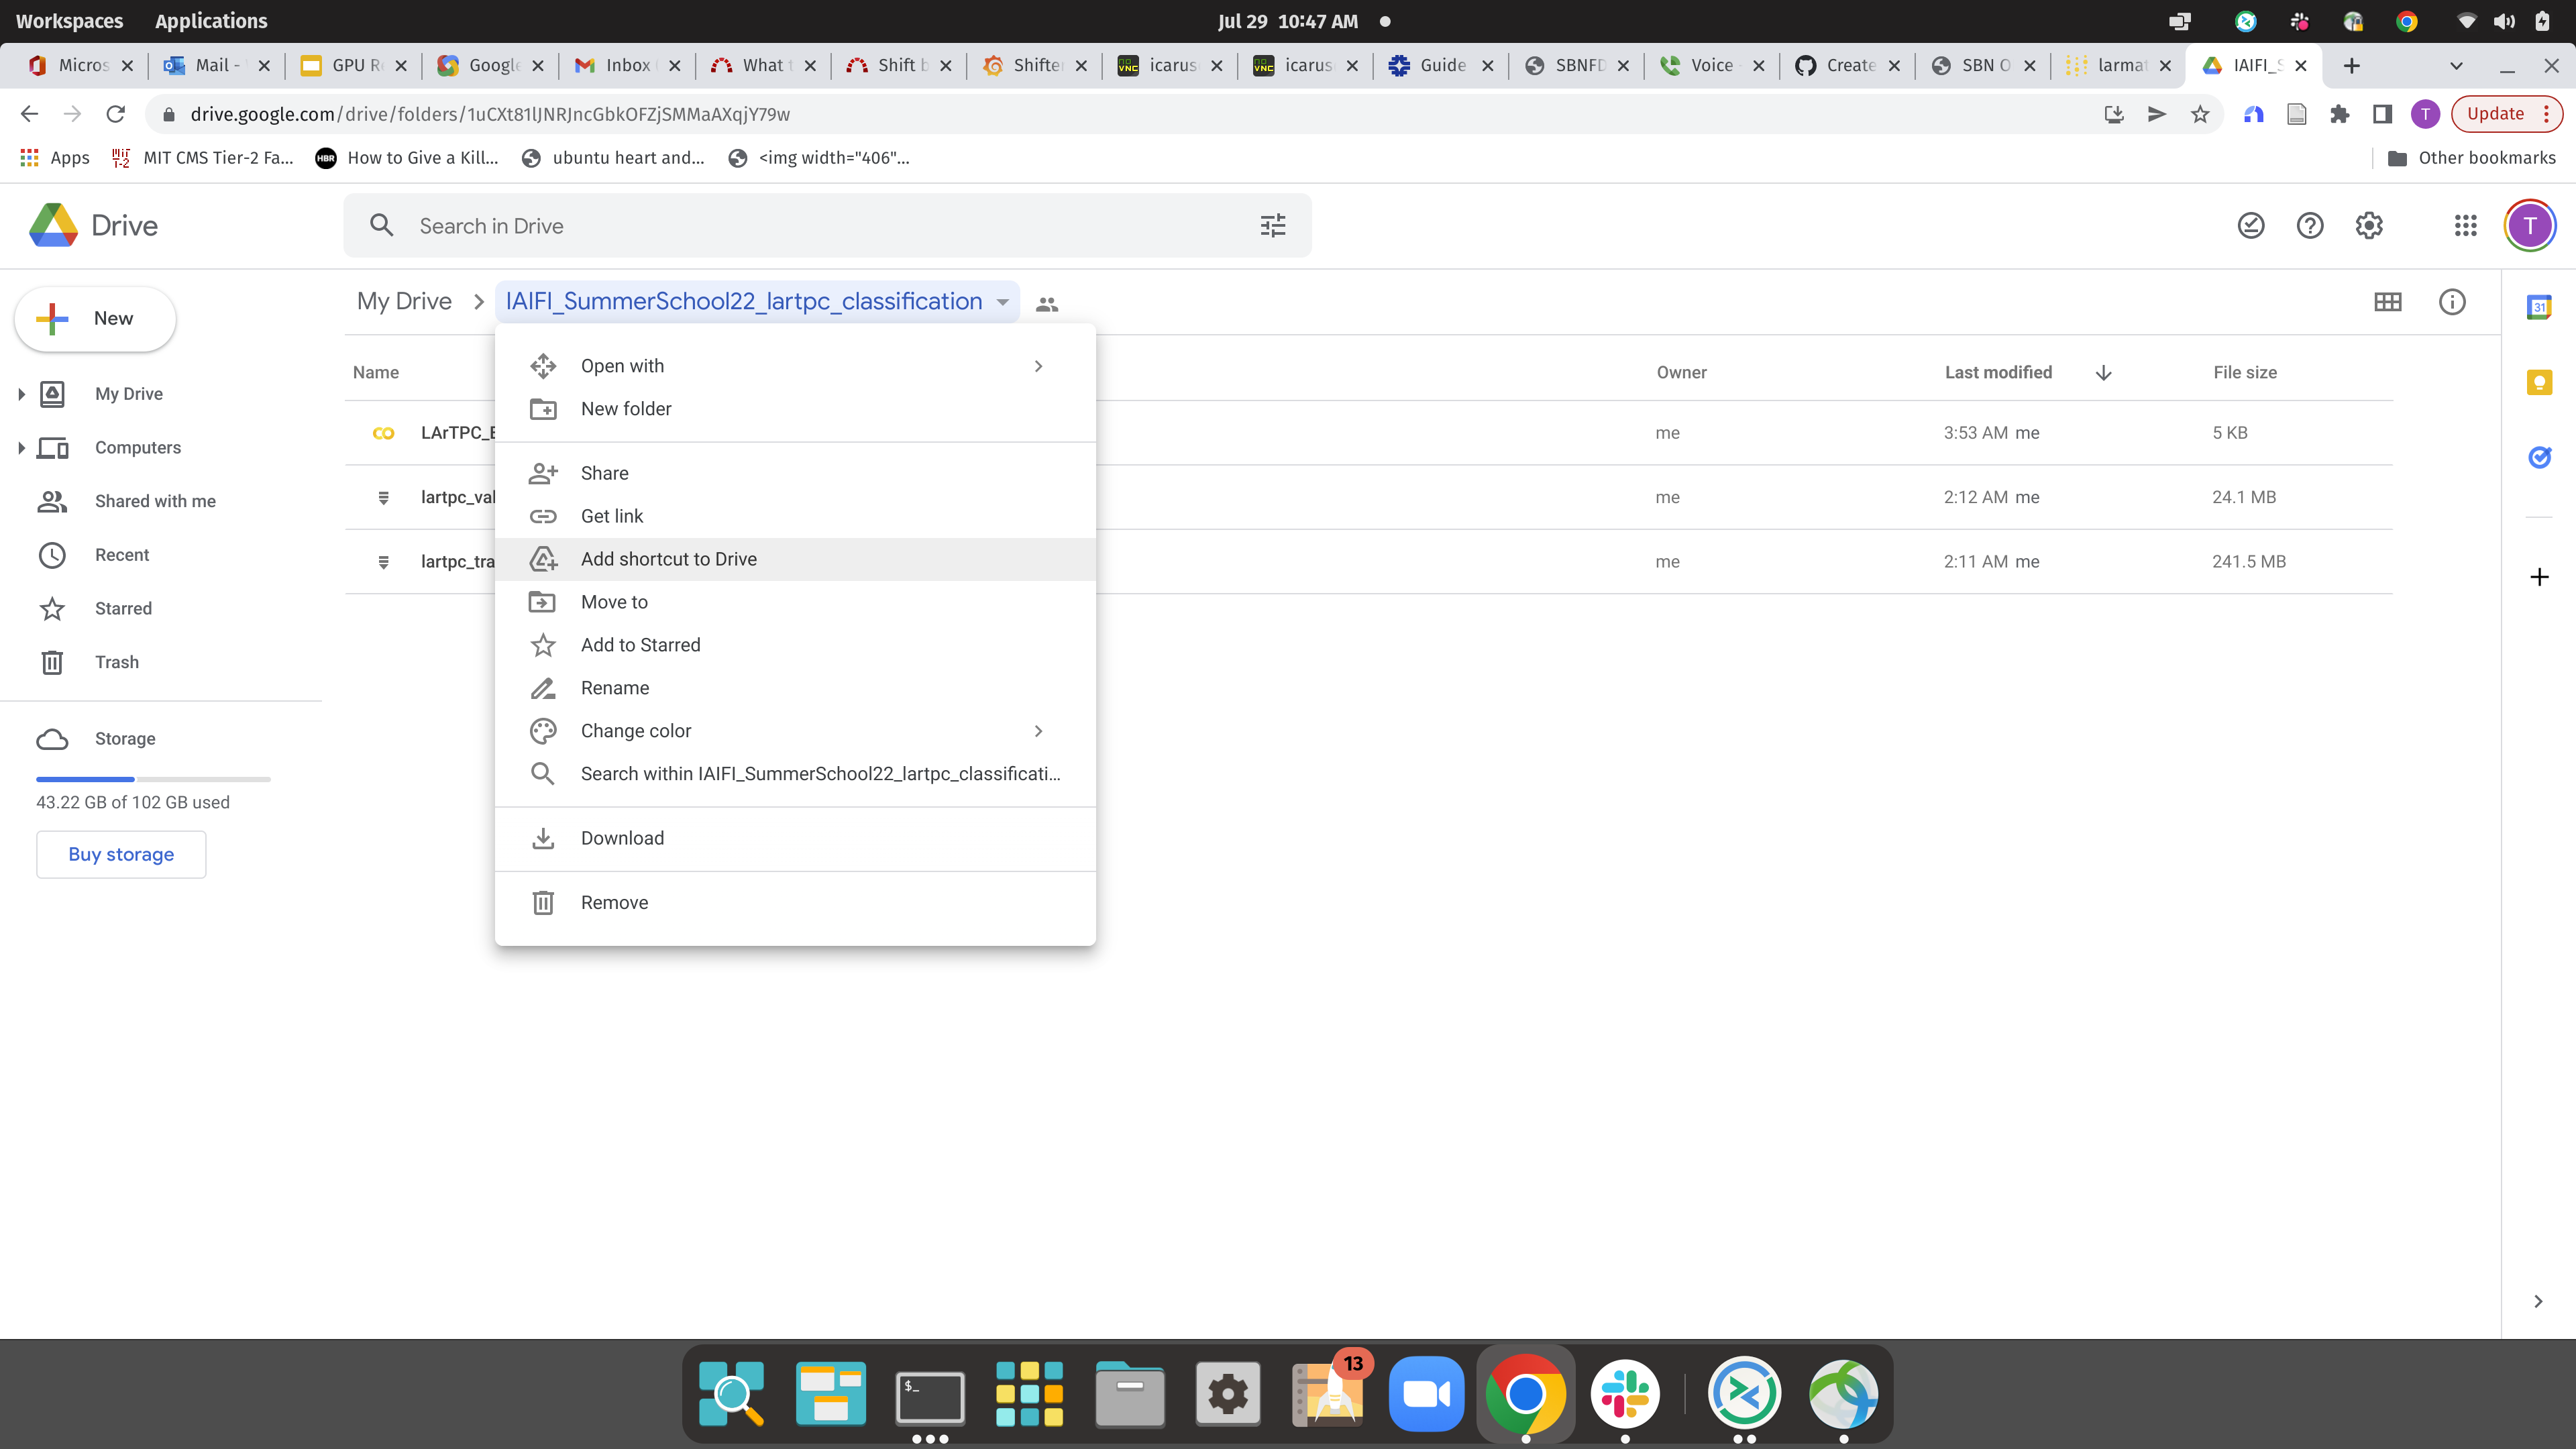 Workspaces Applications Jul 29 10:47 AM
Micros Mail - GPU R Google Inbox What Shift b Shifter icarus icarus Guide SBNFD Voice - Create SBN O larmat IAIFI_S
drive.google.com/drive/folders/1uCXt81lJNRJncGbkOFZjSMMaAXqjY79w T Update
Apps MIT CMS Tier-2 Fa... How to Give a Kill... ubuntu heart and... <img width="406"... Other bookmarks
Drive Search in Drive T
New
My Drive
Computers
Shared with me
Recent
Starred
Trash
Storage
43.22 GB of 102 GB used
Buy storage
My Drive > IAIFI_SummerSchool22_lartpc_classification
Name Owner Last modified File size
LArTPC_E me 3:53 AM me 5 KB
lartpc_val me 2:12 AM me 24.1 MB
lartpc_tra me 2:11 AM me 241.5 MB
Open with
New folder
Share
Get link
Add shortcut to Drive
Move to
Add to Starred
Rename
Change color
Search within IAIFI_SummerSchool22_lartpc_classificati...
Download
Remove
31
$_
13